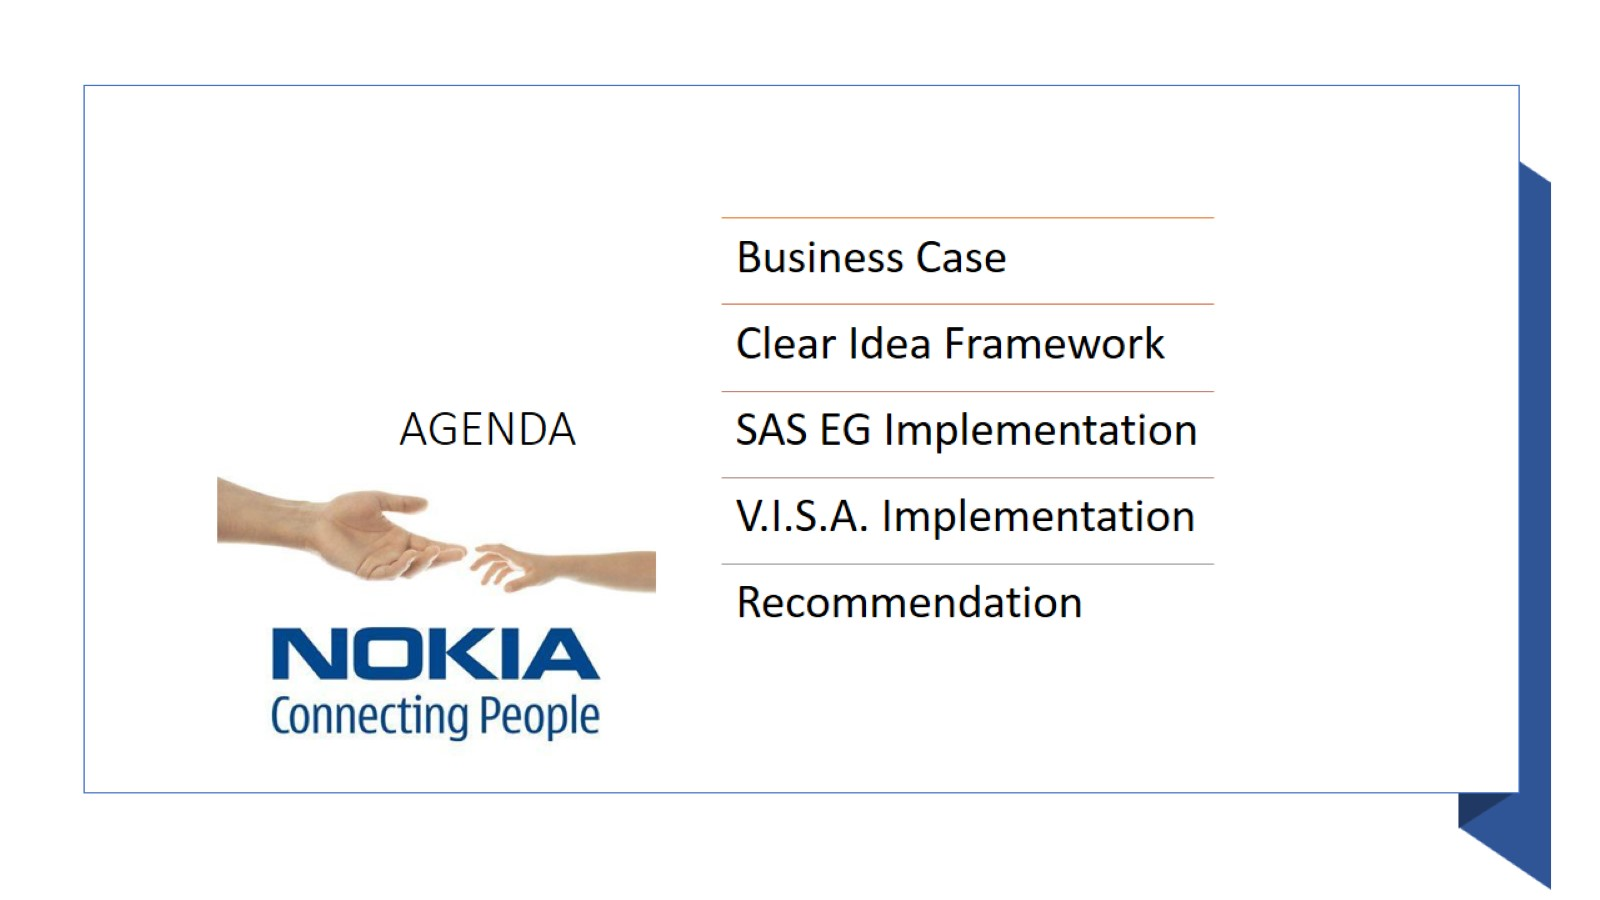 AGENDA
NOKIA
Connecting People
Business Case
Clear Idea Framework
SAS EG Implementation
V.I.S.A. Implementation
Recommendation